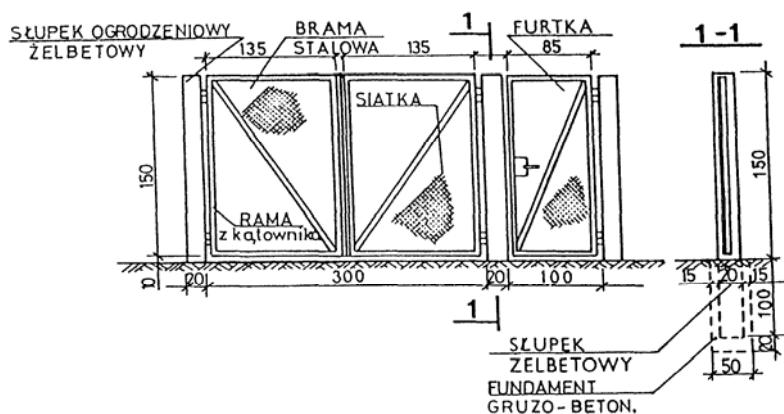 SŁUPEK OGRODZENIOWY
ŻELBETOWY
BRAMA
STALOWA
FURTKA
1
1-1
135
135
85
SIATKA
150
150
RAMA
z kątownika
10
20
300
20
100
15
20
15
100
20
50
1
SŁUPEK
ŻELBETOWY
FUNDAMENT
GRUZO-BETON.